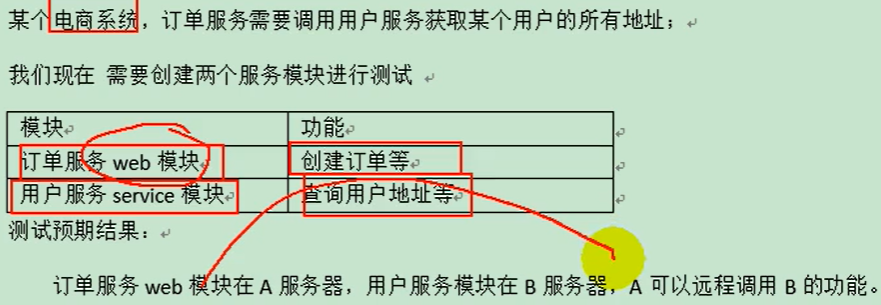 某个电商系统，订单服务需要调用用户服务获取某个用户的所有地址；
我们现在 需要创建两个服务模块进行测试
模块 功能
订单服务 web 模块 创建订单等
用户服务 service 模块 查询用户地址等
测试预期结果：
订单服务 web 模块在 A 服务器，用户服务模块在 B 服务器，A 可以远程调用 B 的功能。